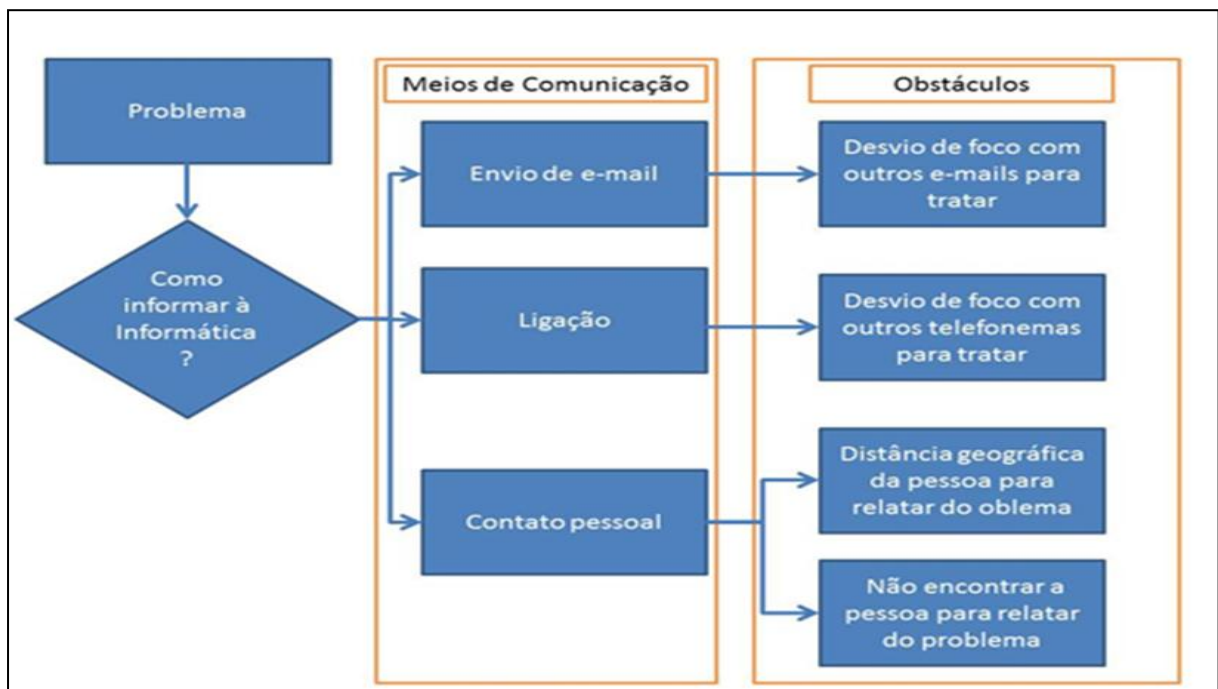 Problema
Como
informar à
Informática
?
Meios de Comunicação
Envio de e-mail
Ligação
Contato pessoal
Obstáculos
Desvio de foco com
outros e-mails para
tratar
Desvio de foco com
outros telefonemas
para tratar
Distância geográfica
da pessoa para
relatar do oblema
Não encontrar a
pessoa para relatar
do problema